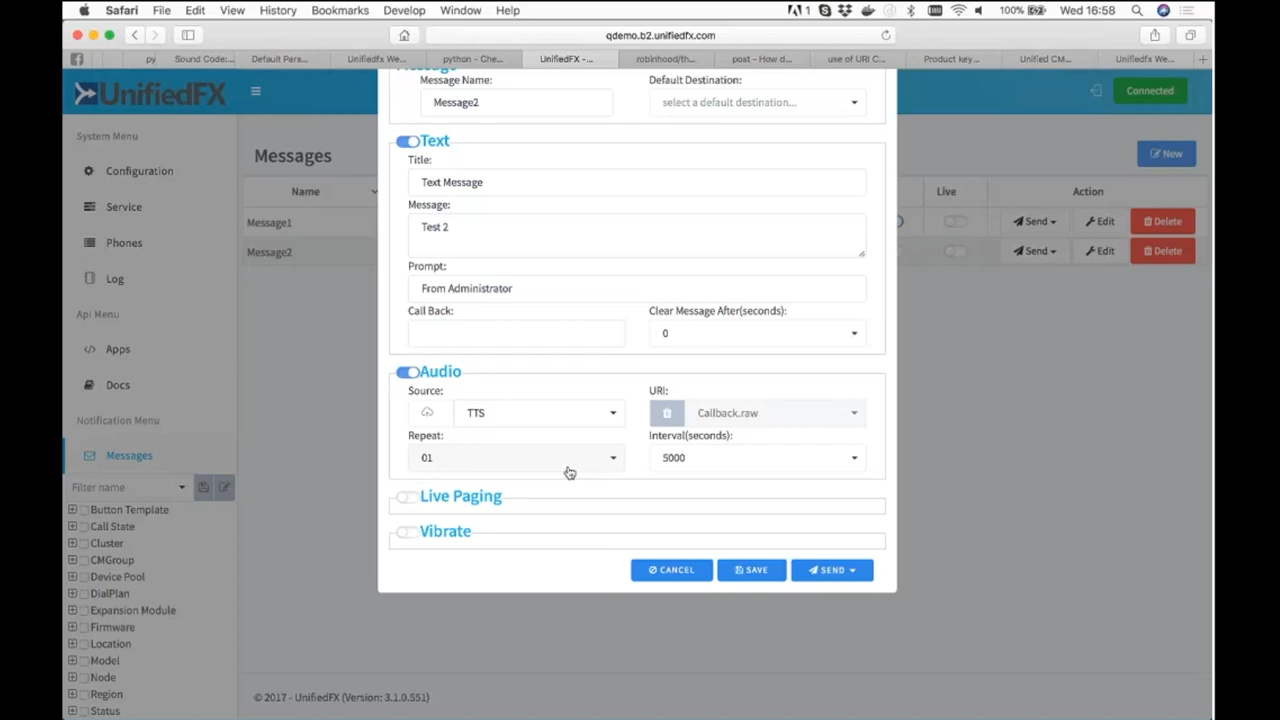 Safari File Edit View History Bookmarks Develop Window Help 1 100% Wed 16:58
qdemo.b2.unifiedfx.com
py Sound Code:... Default Para... Unifiedfx We... python - Che... UnifiedFX -... robinhood/th... post - How d... use of URI C... Product key... Unified CM... Unifiedfx We...
UnifiedFX
Connected
System Menu
Configuration
Service
Phones
Log
Api Menu
Apps
Docs
Notification Menu
Messages
Filter name
Button Template
Call State
Cluster
CMGroup
Device Pool
DialPlan
Expansion Module
Firmware
Location
Model
Node
Region
Status
Messages
New
Name Live Action
Message1 Send Edit Delete
Message2 Send Edit Delete
Message
Message Name: Default Destination:
Message2 select a default destination...
Text
Title:
Text Message
Message:
Test 2
Prompt:
From Administrator
Call Back: Clear Message After(seconds):
0
Audio
Source: URI:
TTS Callback.raw
Repeat: Interval(seconds):
01 5000
Live Paging
Vibrate
CANCEL SAVE SEND
© 2017 - UnifiedFX (Version: 3.1.0.551)